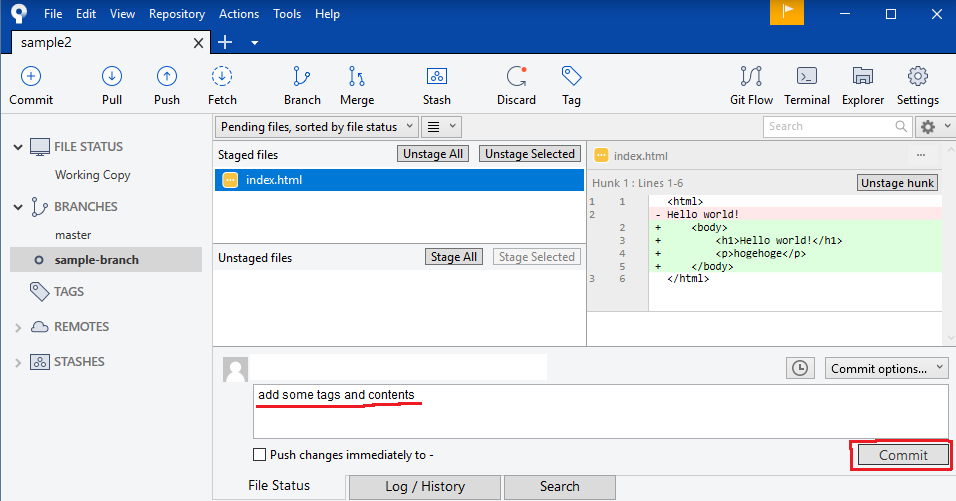 File Edit View Repository Actions Tools Help
sample2
Commit Pull Push Fetch Branch Merge Stash Discard Tag Git Flow Terminal Explorer Settings
Pending files, sorted by file status Search
FILE STATUS
Working Copy
BRANCHES
master
sample-branch
TAGS
REMOTES
STASHES
Staged files Unstage All Unstage Selected
index.html
Unstaged files Stage All Stage Selected
index.html ...
Hunk 1 : Lines 1-6 Unstage hunk
1 1 <html>
2 - Hello world!
2 + <body>
3 + <h1>Hello world!</h1>
4 + <p>hogehoge</p>
5 + </body>
3 6 </html>
Commit options...
add some tags and contents
Push changes immediately to -
Commit
File Status Log / History Search